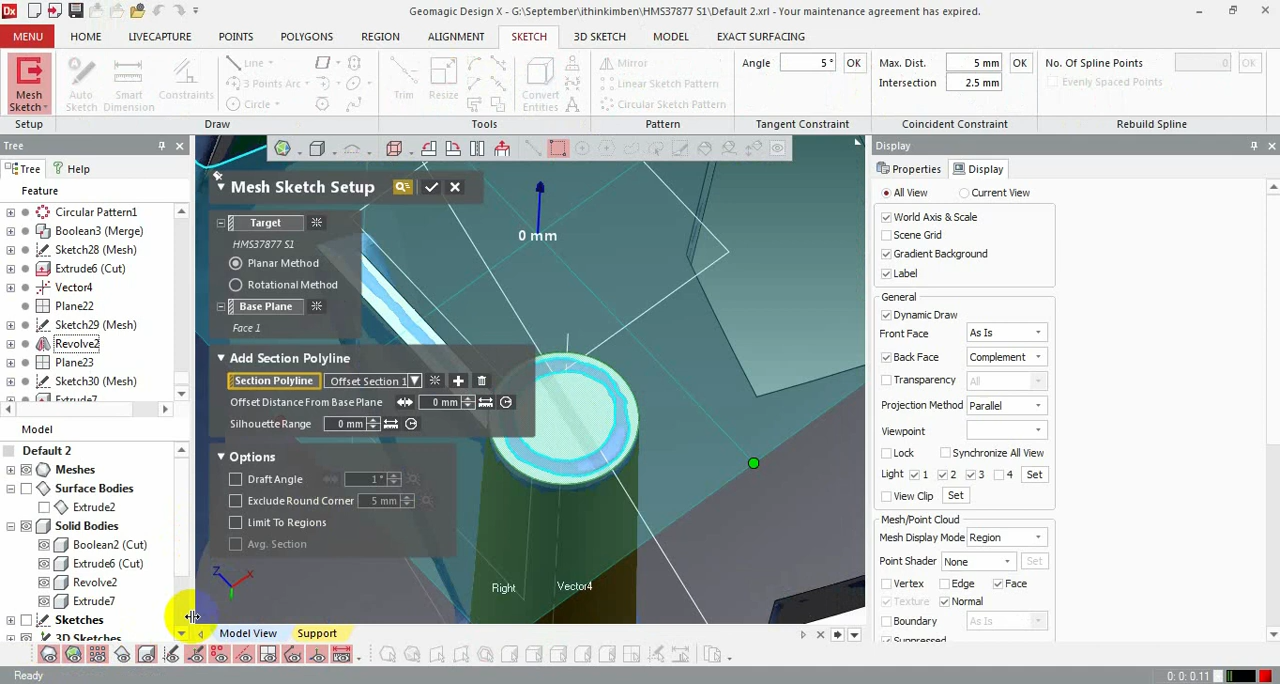 Dx
Geomagic Design X - G:\September\ithinkimben\HMS37877 S1\Default 2.xrl - Your maintenance agreement has expired.
MENU HOME LIVECAPTURE POINTS POLYGONS REGION ALIGNMENT SKETCH 3D SKETCH MODEL EXACT SURFACING
Mesh Sketch
Auto Sketch
Smart Dimension
Constraints
Line
3 Points Arc
Circle
Trim
Resize
Convert Entities
Mirror
Linear Sketch Pattern
Circular Sketch Pattern
Angle 5 ° OK
Max. Dist. 5 mm OK
Intersection 2.5 mm
No. Of Spline Points 0 OK
Evenly Spaced Points
Setup Draw Tools Pattern Tangent Constraint Coincident Constraint Rebuild Spline
Tree
Tree Help
Feature
Circular Pattern1
Boolean3 (Merge)
Sketch28 (Mesh)
Extrude6 (Cut)
Vector4
Plane22
Sketch29 (Mesh)
Revolve2
Plane23
Sketch30 (Mesh)
Extrude7
Model
Default 2
Meshes
Surface Bodies
Extrude2
Solid Bodies
Boolean2 (Cut)
Extrude6 (Cut)
Revolve2
Extrude7
Sketches
3D Sketches
Mesh Sketch Setup
Target
HMS37877 S1
Planar Method
Rotational Method
Base Plane
Face 1
Add Section Polyline
Section Polyline Offset Section 1
Offset Distance From Base Plane 0 mm
Silhouette Range 0 mm
Options
Draft Angle 1 °
Exclude Round Corner 5 mm
Limit To Regions
Avg. Section
0 mm
Z X
Right
Vector4
Model View Support
Display
Properties Display
All View Current View
World Axis & Scale
Scene Grid
Gradient Background
Label
General
Dynamic Draw
Front Face As Is
Back Face Complement
Transparency All
Projection Method Parallel
Viewpoint
Lock Synchronize All View
Light 1 2 3 4 Set
View Clip Set
Mesh/Point Cloud
Mesh Display Mode Region
Point Shader None Set
Vertex Edge Face
Texture Normal
Boundary As Is
Suppressed
Ready
0: 0: 0.11